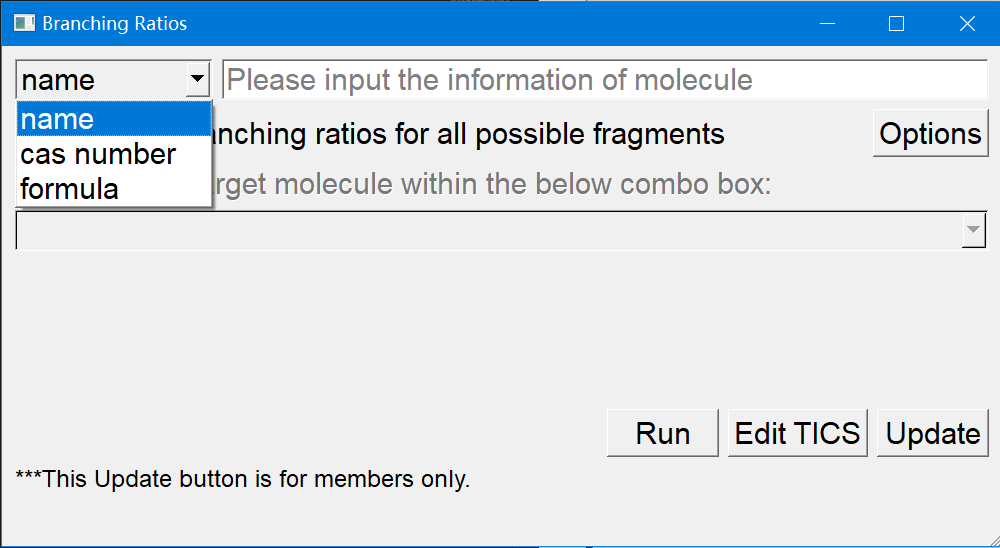 Branching Ratios
name
Please input the information of molecule
name
cas number
formula
anching ratios for all possible fragments
Options
rget molecule within the below combo box:
Run
Edit TICS
Update
***This Update button is for members only.